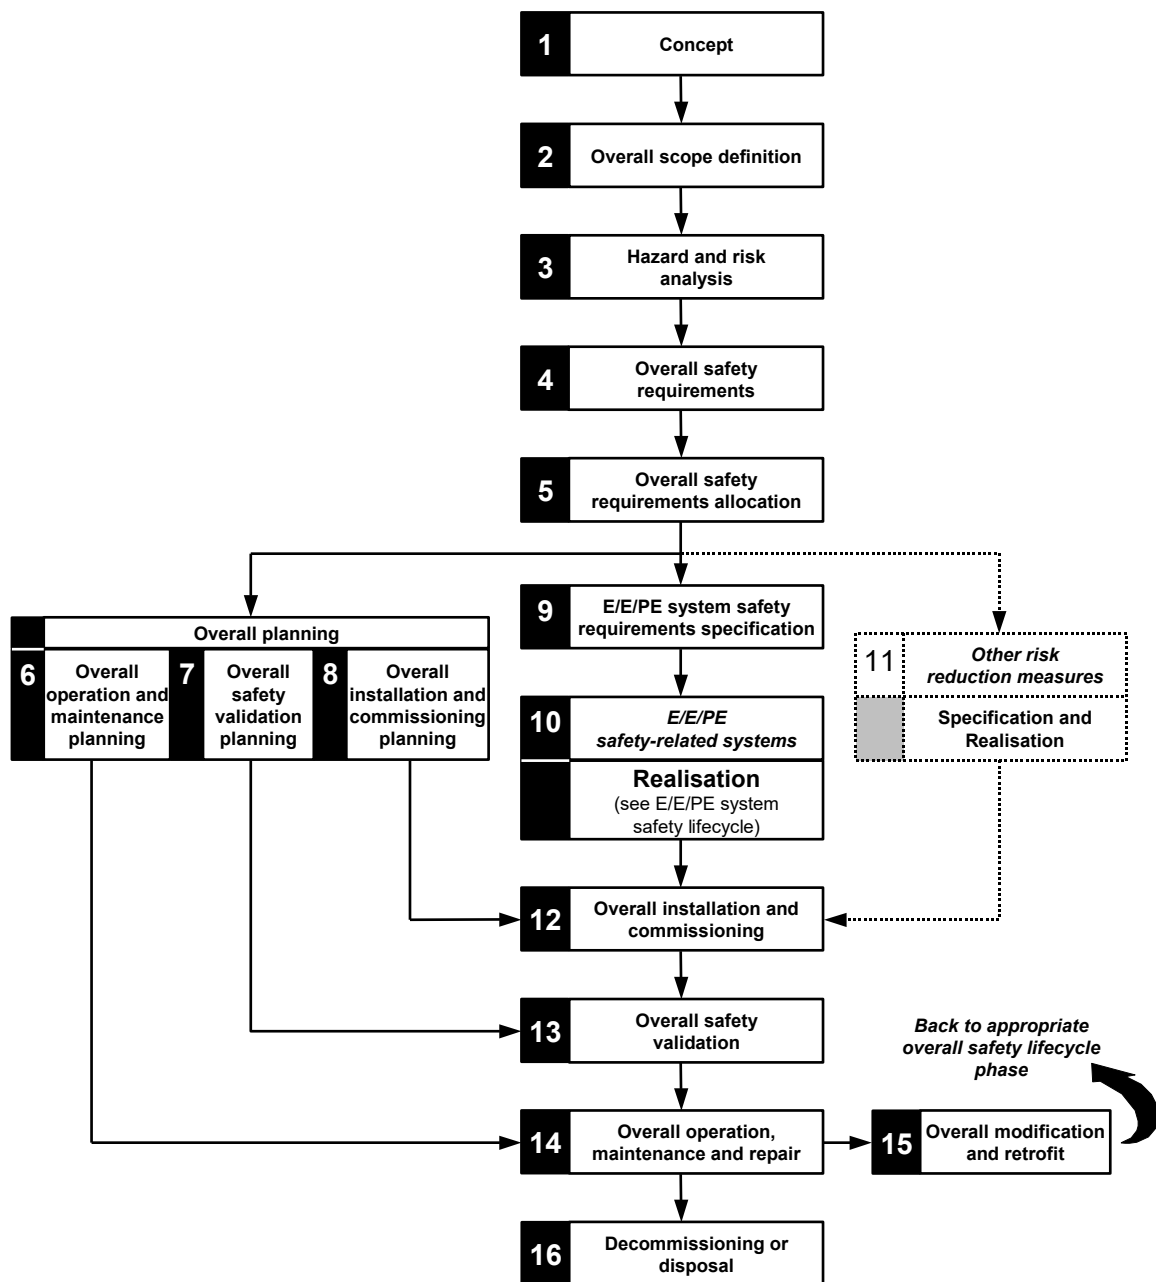 1
Concept
2
Overall scope definition
3
Hazard and risk
analysis
4
Overall safety
requirements
5
Overall safety
requirements allocation
Overall planning
6
Overall
operation and
maintenance
planning
7
Overall
safety
validation
planning
8
Overall
installation and
commissioning
planning
9
E/E/PE system safety
requirements specification
10
E/E/PE
safety-related systems
Realisation
(see E/E/PE system
safety lifecycle)
11
Other risk
reduction measures
Specification and
Realisation
12
Overall installation and
commissioning
13
Overall safety
validation
Back to appropriate
overall safety lifecycle
phase
14
Overall operation,
maintenance and repair
15
Overall modification
and retrofit
16
Decommissioning or
disposal